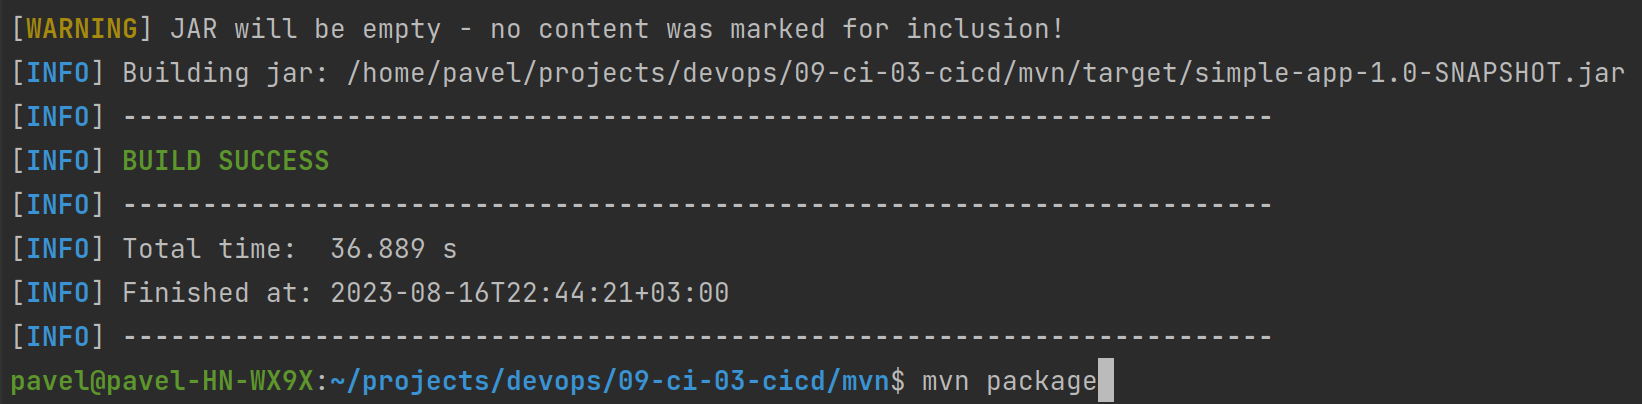 [WARNING] JAR will be empty - no content was marked for inclusion!
[INFO] Building jar: /home/pavel/projects/devops/09-ci-03-cicd/mvn/target/simple-app-1.0-SNAPSHOT.jar
[INFO] ------------------------------------------------------------------------
[INFO] BUILD SUCCESS
[INFO] ------------------------------------------------------------------------
[INFO] Total time:  36.889 s
[INFO] Finished at: 2023-08-16T22:44:21+03:00
[INFO] ------------------------------------------------------------------------
pavel@pavel-HN-WX9X:~/projects/devops/09-ci-03-cicd/mvn$ mvn package